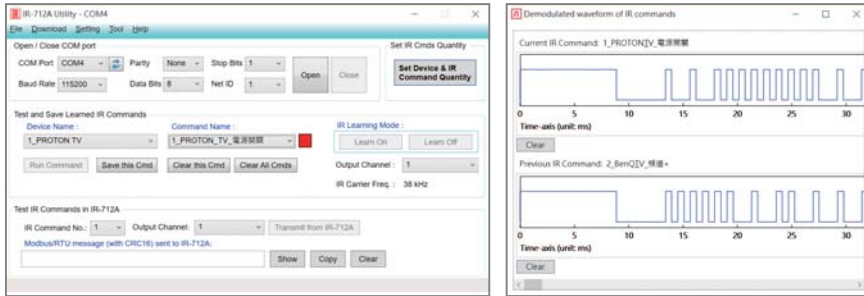 IR-712A Utility - COM4
File Download Setting Tool Help
Open / Close COM port
Set IR Cmds Quantity
COM Port COM4 Parity None Stop Bits 1
Open Close
Set Device & IR
Command Quantity
Baud Rate 115200 Data Bits 8 Net ID 1
Test and Save Learned IR Commands
Device Name :
Command Name :
IR Learning Mode :
1_PROTON TV
1_PROTON_TV_電源開關
Learn On Learn Off
Run Command Save this Cmd Clear this Cmd Clear All Cmds
Output Channel : 1
IR Carrier Freq. : 38 kHz
Test IR Commands in IR-712A
IR Command No.: 1 Output Channel: 1 Transmit from IR-712A
Modbus/RTU message (with CRC16) sent to IR-712A:
Show Copy Clear
Demodulated waveform of IR commands
Current IR Command: 1_PROTON_TV_電源開關
0 5 10 15 20 25 30
Time-axis (unit: ms)
Clear
Previous IR Command: 2_BenQ_TV_頻道+
0 5 10 15 20 25 30
Time-axis (unit: ms)
Clear